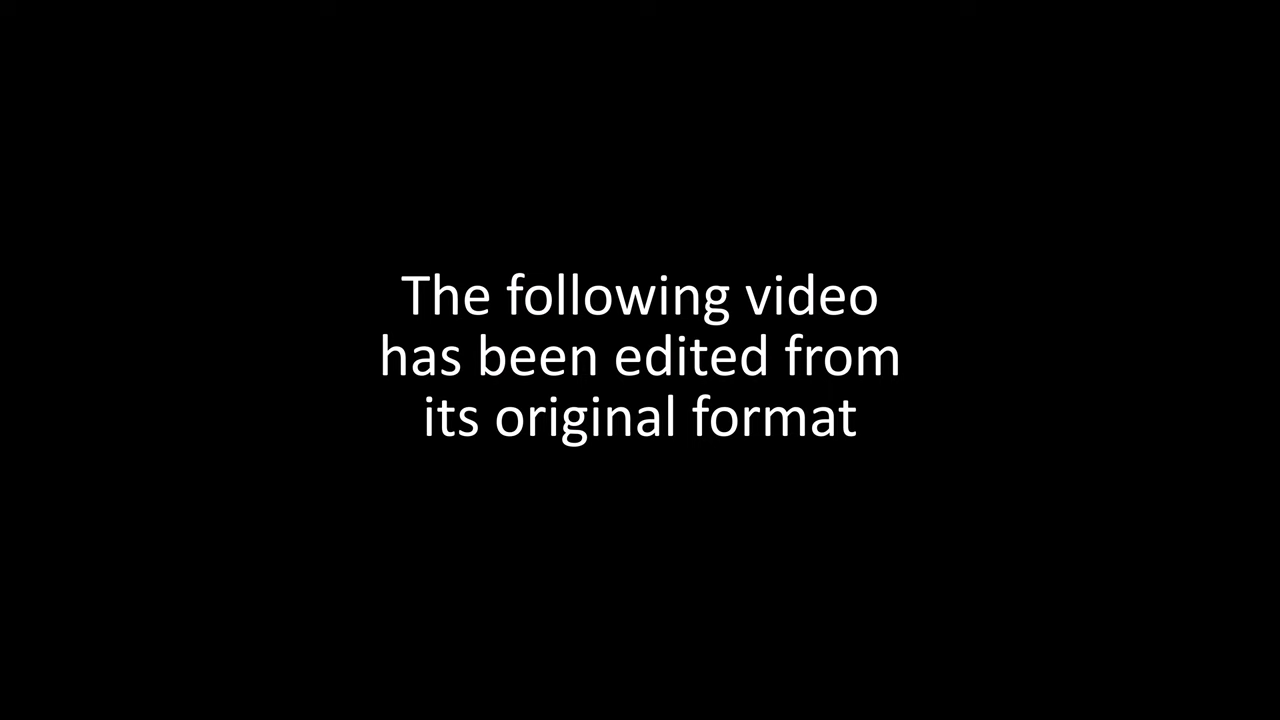 The following video
has been edited from
its original format